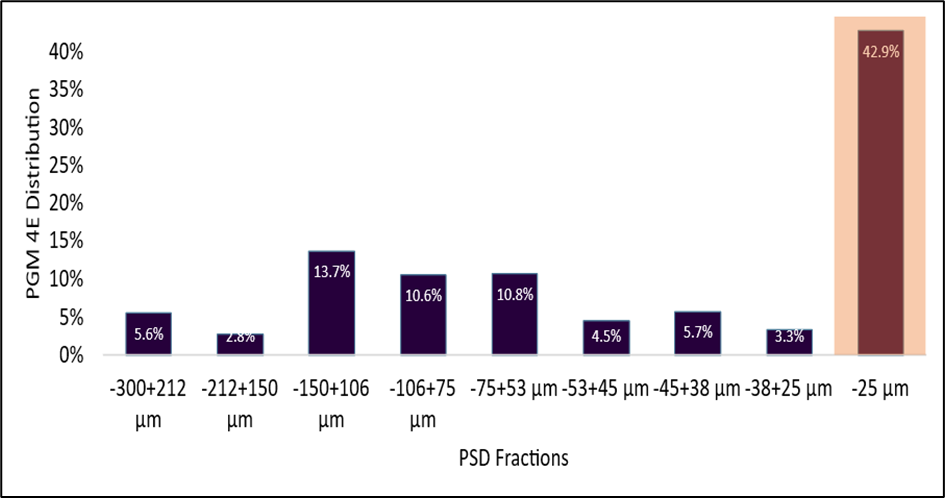 PGM 4E Distribution
40%
35%
30%
25%
20%
15%
10%
5%
0%
5.6%
2.8%
13.7%
10.6%
10.8%
4.5%
5.7%
3.3%
42.9%
-300+212 µm
-212+150 µm
-150+106 µm
-106+75 µm
-75+53 µm
-53+45 µm
-45+38 µm
-38+25 µm
-25 µm
PSD Fractions